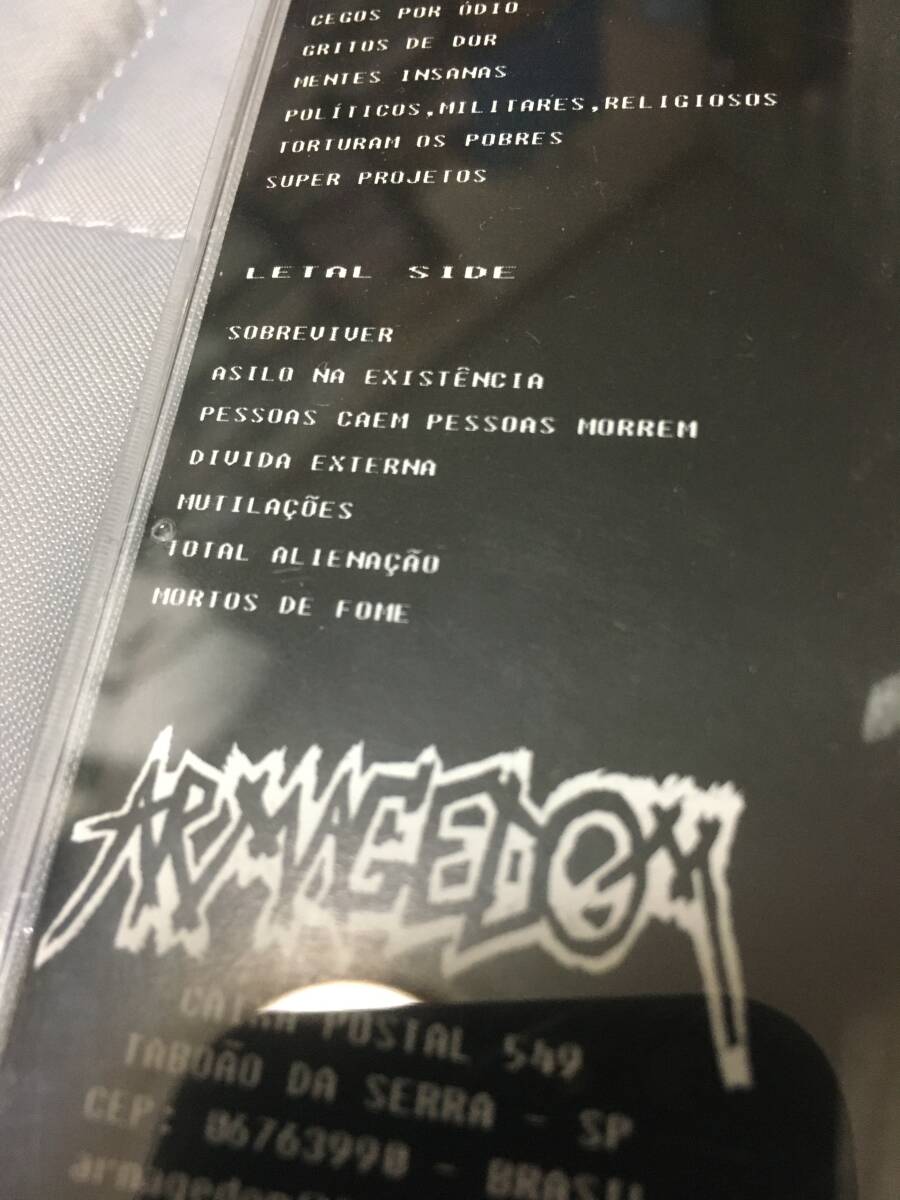 CEGOS POR ÓDIO
GRITOS DE DOR
MENTES INSANAS
POLÍTICOS,MILITARES,RELIGIOSOS
TORTURAM OS POBRES
SUPER PROJETOS
LETAL SIDE
SOBREVIVER
ASILO NA EXISTÊNCIA
PESSOAS CAEM PESSOAS MORREM
DIVIDA EXTERNA
MUTILAÇÕES
TOTAL ALIENAÇÃO
MORTOS DE FOME
ARMAGEDOM
CAIXA POSTAL 549
TABOÃO DA SERRA - SP
CEP: 06763990 - BRASIL